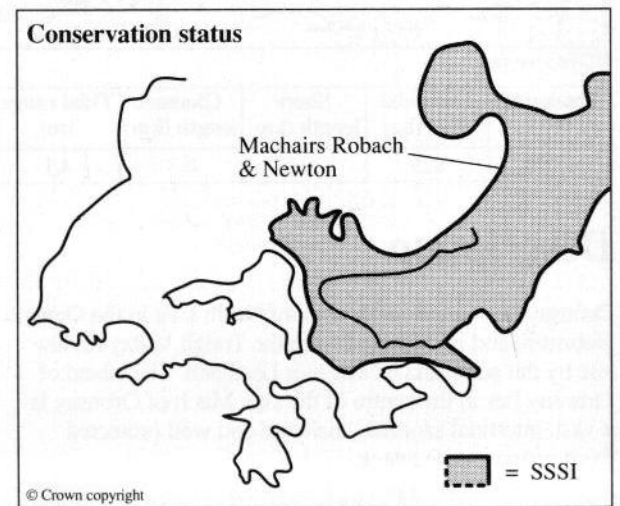 Conservation status
Machairs Robach
& Newton
= SSSI
© Crown copyright